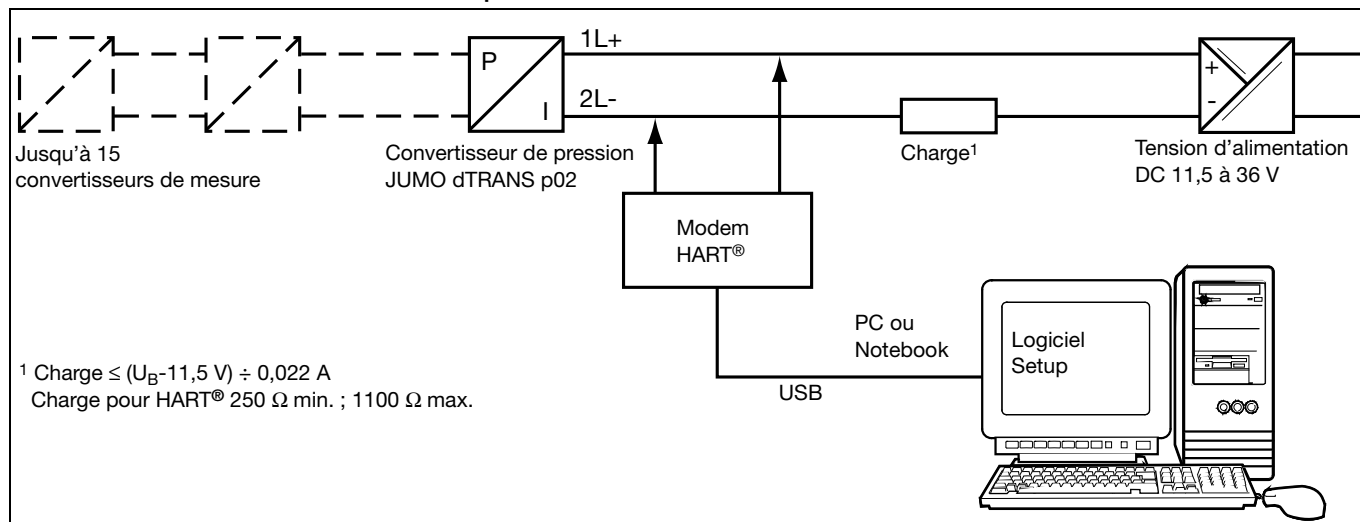 1L+
P
I
2L-
+
-
Jusqu'à 15
convertisseurs de mesure
Convertisseur de pression
JUMO dTRANS p02
Charge¹
Tension d'alimentation
DC 11,5 à 36 V
Modem
HART®
PC ou
Notebook
Logiciel
Setup
USB
¹ Charge ≤ (U_B-11,5 V) ÷ 0,022 A
Charge pour HART® 250 Ω min. ; 1100 Ω max.